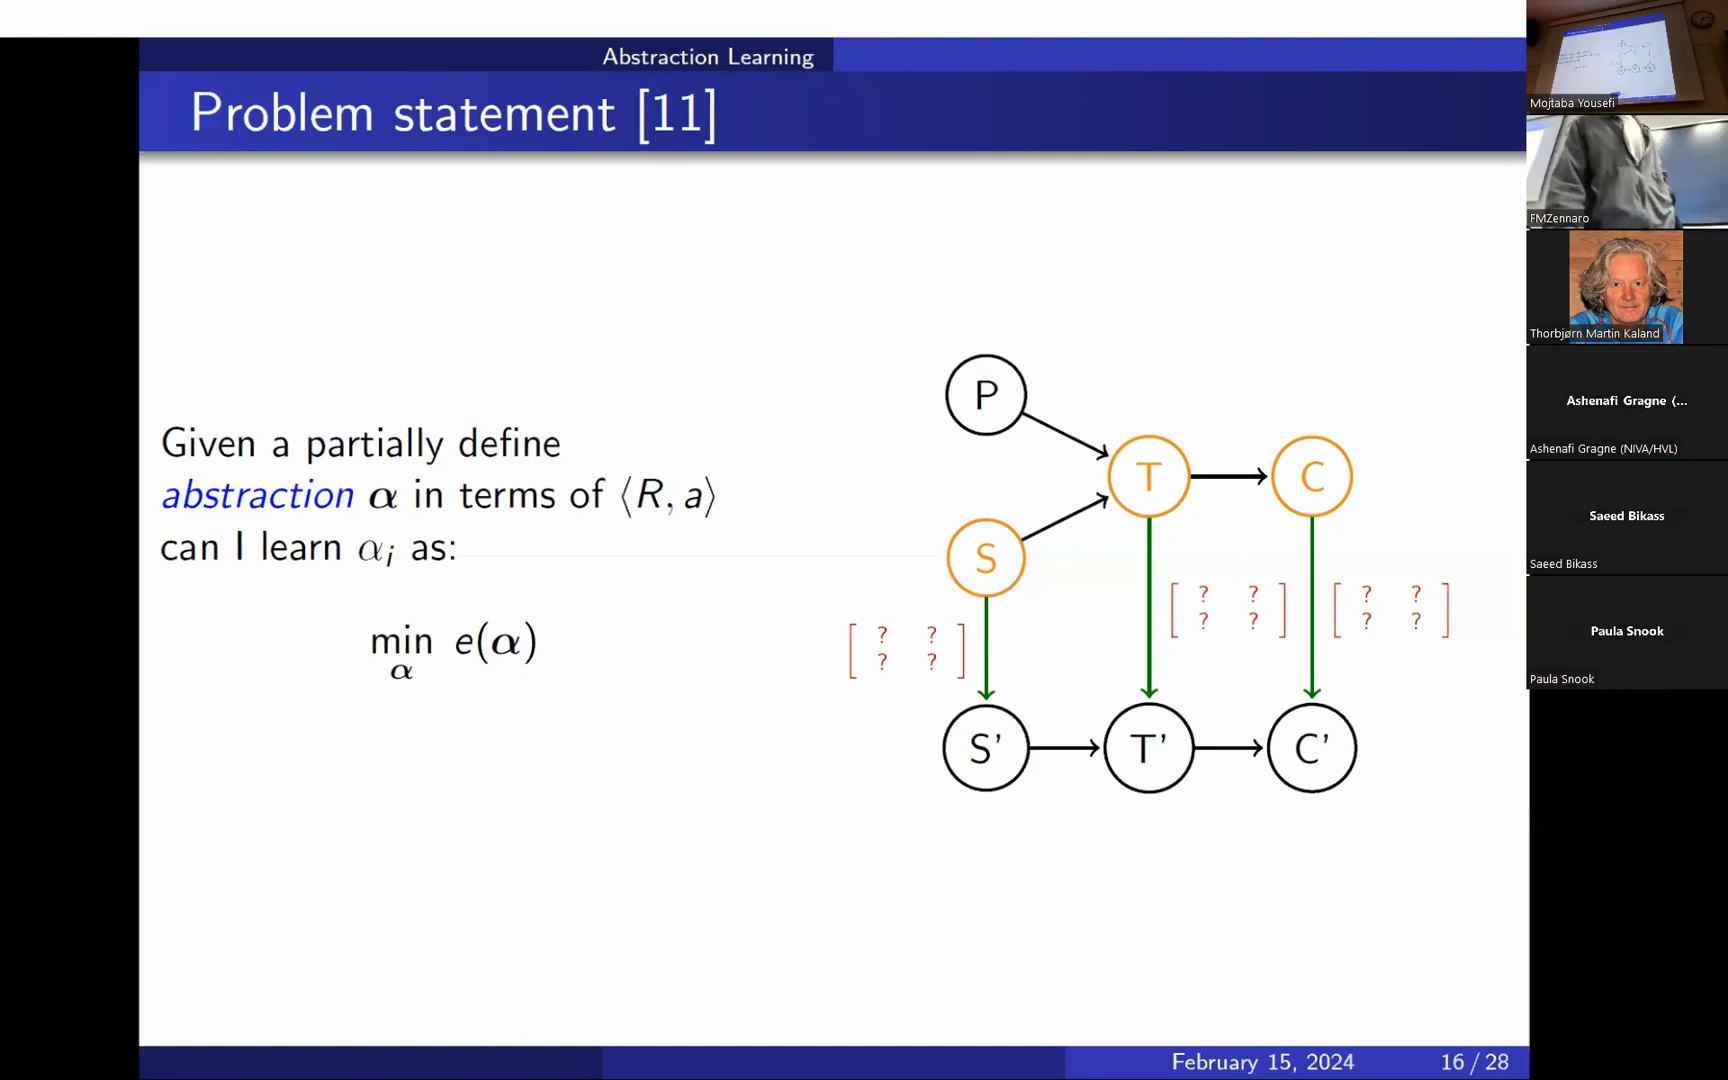 Abstraction Learning
Problem statement [11]
Given a partially define
abstraction α in terms of ⟨R, a⟩
can I learn αᵢ as:
min e(α)
α
P
T
C
S
? ?
? ?
? ?
? ?
? ?
? ?
S'
T'
C'
February 15, 2024
16 / 28
Mojtaba Yousefi
FMZennaro
Thorbjørn Martin Kaland
Ashenafi Gragne (...
Ashenafi Gragne (NIVA/HVL)
Saeed Bikass
Saeed Bikass
Paula Snook
Paula Snook